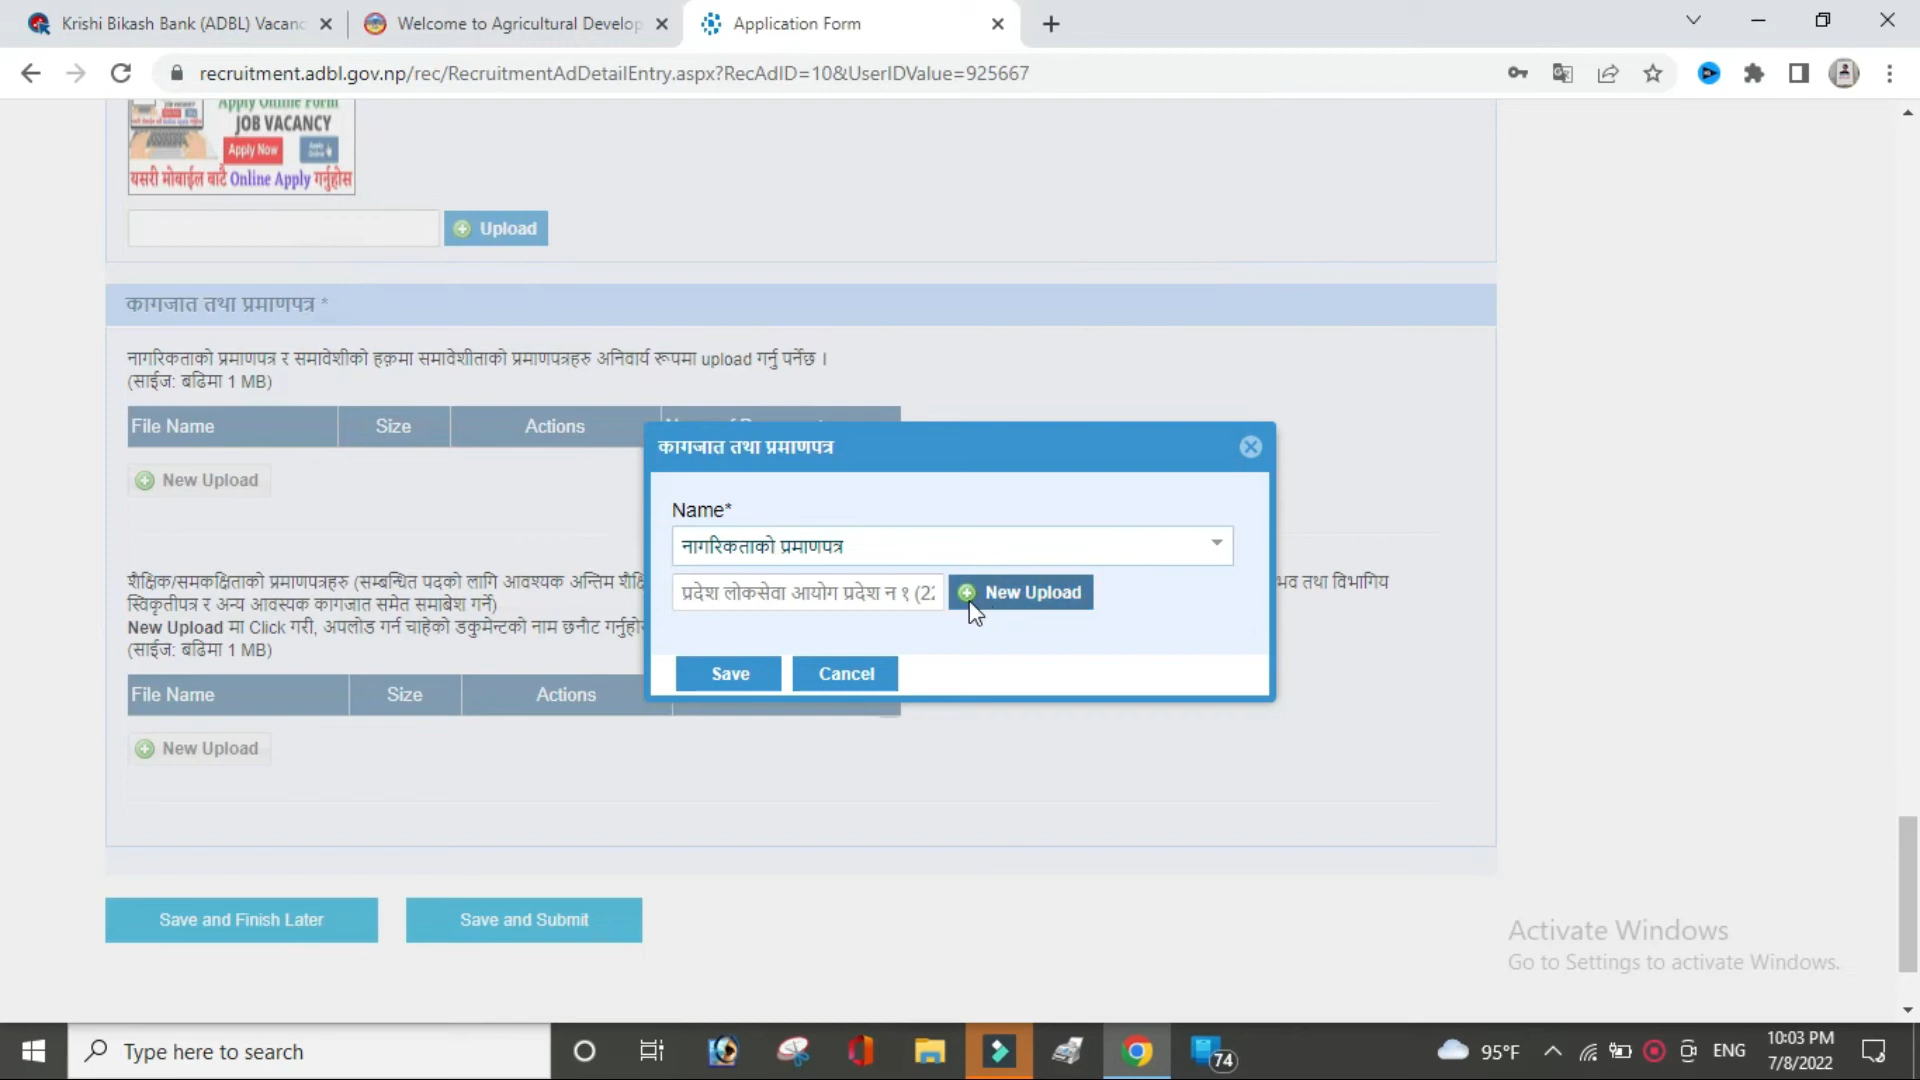 Krishi Bikash Bank (ADBL) Vacanc
Welcome to Agricultural Develop
Application Form
recruitment.adbl.gov.np/rec/RecruitmentAdDetailEntry.aspx?RecAdID=10&UserIDValue=925667
Apply Online Form
JOB VACANCY
Apply Now
यसरी मोबाईल बाटै Online Apply गर्नुहोस
Upload
कागजात तथा प्रमाणपत्र *
नागरिकताको प्रमाणपत्र र समावेशीको हकमा समावेशीताको प्रमाणपत्रहरु अनिवार्य रूपमा upload गर्नु पर्नेछ ।
(साईज: बढिमा 1 MB)
File Name Size Actions
New Upload
कागजात तथा प्रमाणपत्र
Name*
नागरिकताको प्रमाणपत्र
प्रदेश लोकसेवा आयोग प्रदेश न १ (22
New Upload
Save Cancel
शैक्षिक/समकक्षिताको प्रमाणपत्रहरु (सम्बन्धित पदको लागि आवश्यक अन्तिम शैक्षि
भव तथा विभागिय
स्विकृतीपत्र र अन्य आवस्यक कागजात समेत समाबेश गर्ने)
New Upload मा Click गरी, अपलोड गर्न चाहेको डकुमेन्टको नाम छनौट गर्नुहो
(साईज: बढिमा 1 MB)
File Name Size Actions
New Upload
Save and Finish Later Save and Submit
Activate Windows
Go to Settings to activate Windows.
Type here to search
74
95°F
ENG
10:03 PM
7/8/2022